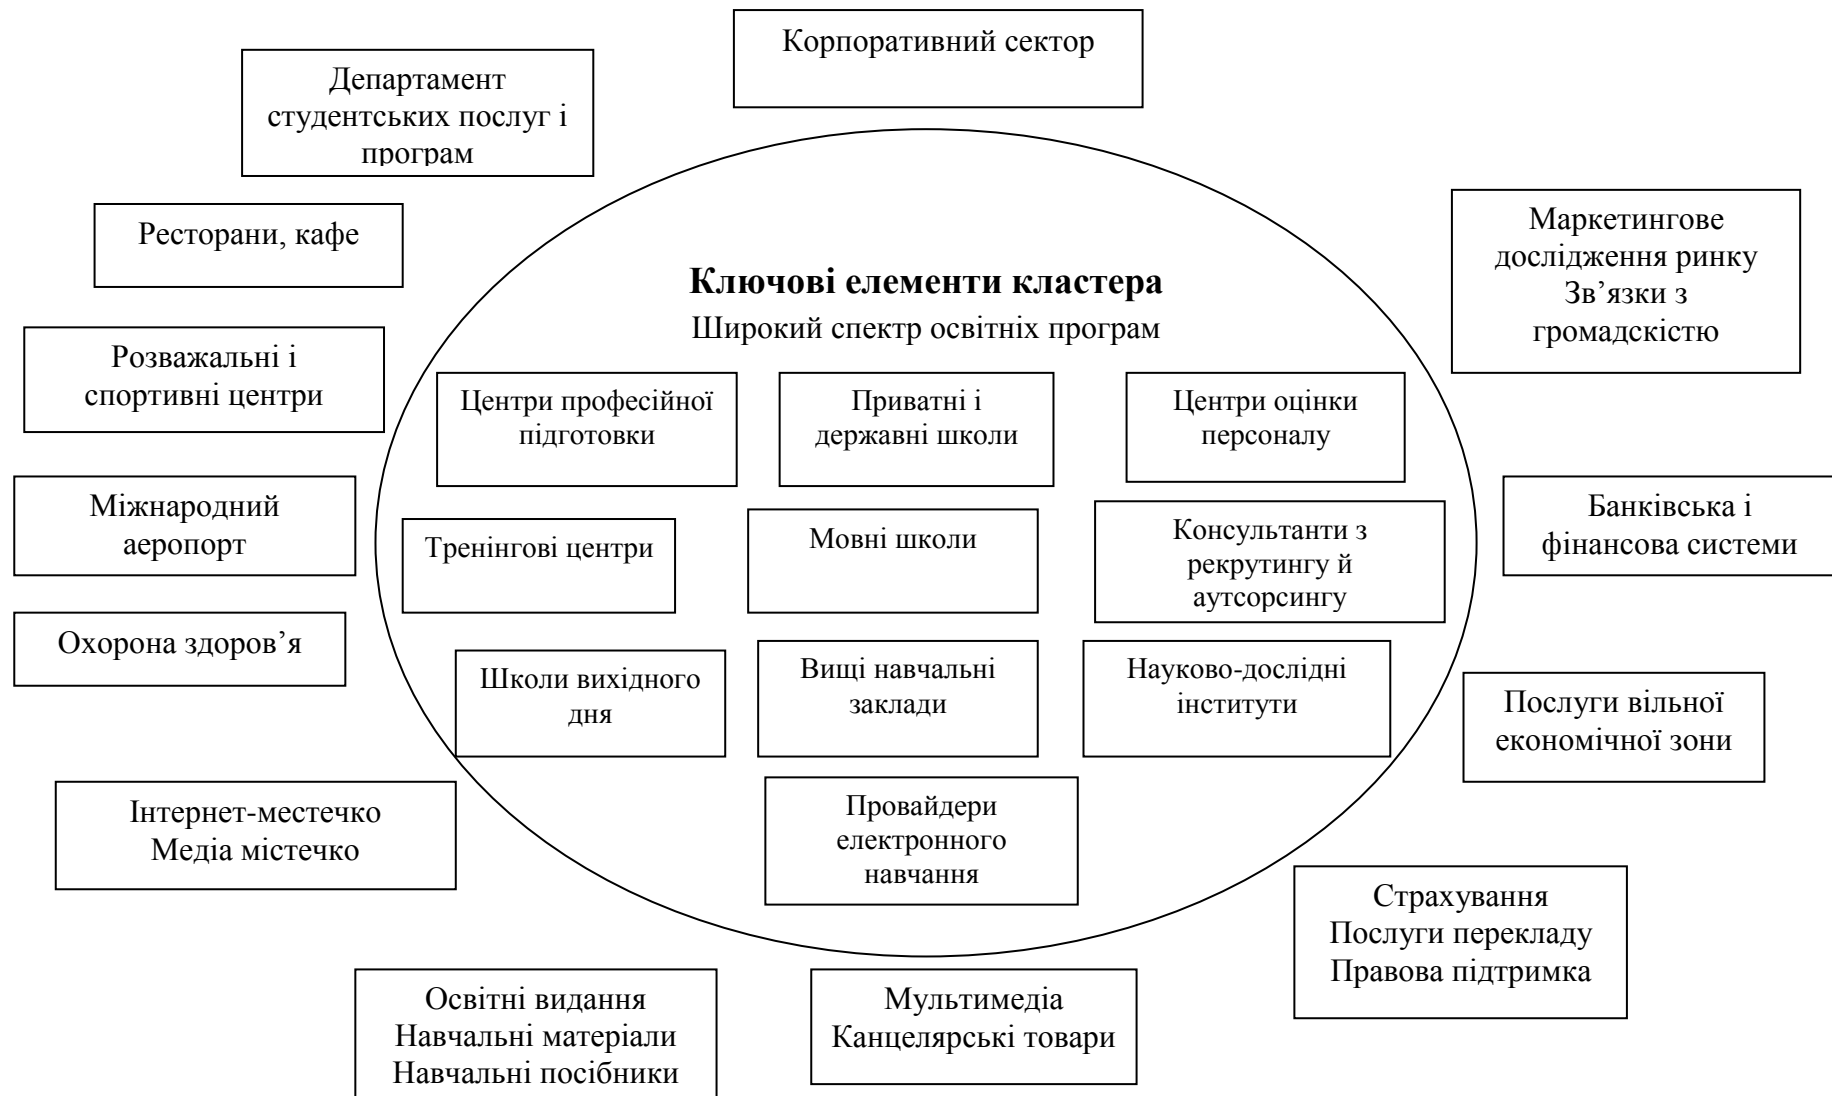 Корпоративний сектор
Департамент
студентських послуг і
програм
Ресторани, кафе
Маркетингове
дослідження ринку
Зв’язки з
громадскістю
Ключові елементи кластера
Широкий спектр освітніх програм
Розважальні і
спортивні центри
Центри професійної
підготовки
Приватні і
державні школи
Центри оцінки
персоналу
Міжнародний
аеропорт
Тренінгові центри
Мовні школи
Консультанти з
рекрутингу й
аутсорсингу
Банківська і
фінансова системи
Охорона здоров’я
Школи вихідного
дня
Вищі навчальні
заклади
Науково-дослідні
інститути
Послуги вільної
економічної зони
Інтернет-местечко
Медіа містечко
Провайдери
електронного
навчання
Страхування
Послуги перекладу
Правова підтримка
Освітні видання
Навчальні матеріали
Навчальні посібники
Мультимедіа
Канцелярські товари